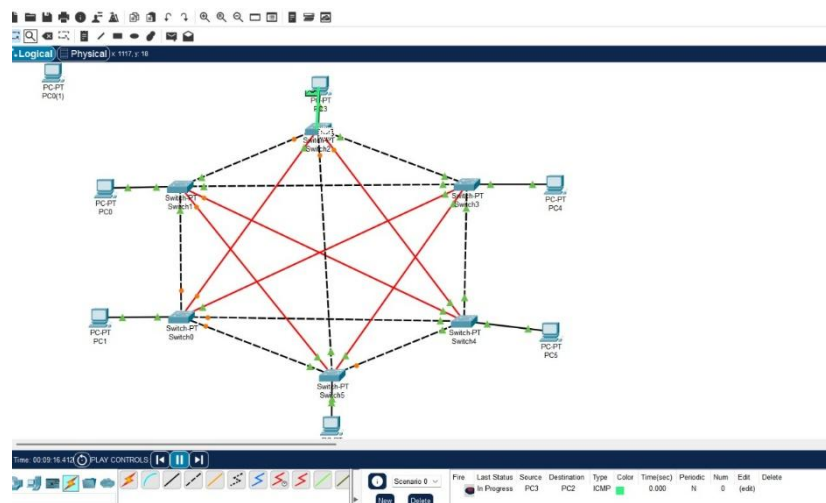 Logical Physical x: 1117, y: 18
PC-PT
PC0(1)
PC-PT
PC3
Switch-PT
Switch2
PC-PT
PC0
Switch-PT
Switch1
Switch-PT
Switch3
PC-PT
PC4
PC-PT
PC1
Switch-PT
Switch0
Switch-PT
Switch4
PC-PT
PC5
Switch-PT
Switch5
Time: 00:09:16.412 PLAY CONTROLS:
Scenario 0
Fire Last Status Source Destination Type Color Time(sec) Periodic Num Edit Delete
In Progress PC3 PC2 ICMP 0.000 N 0 (edit)
New Delete